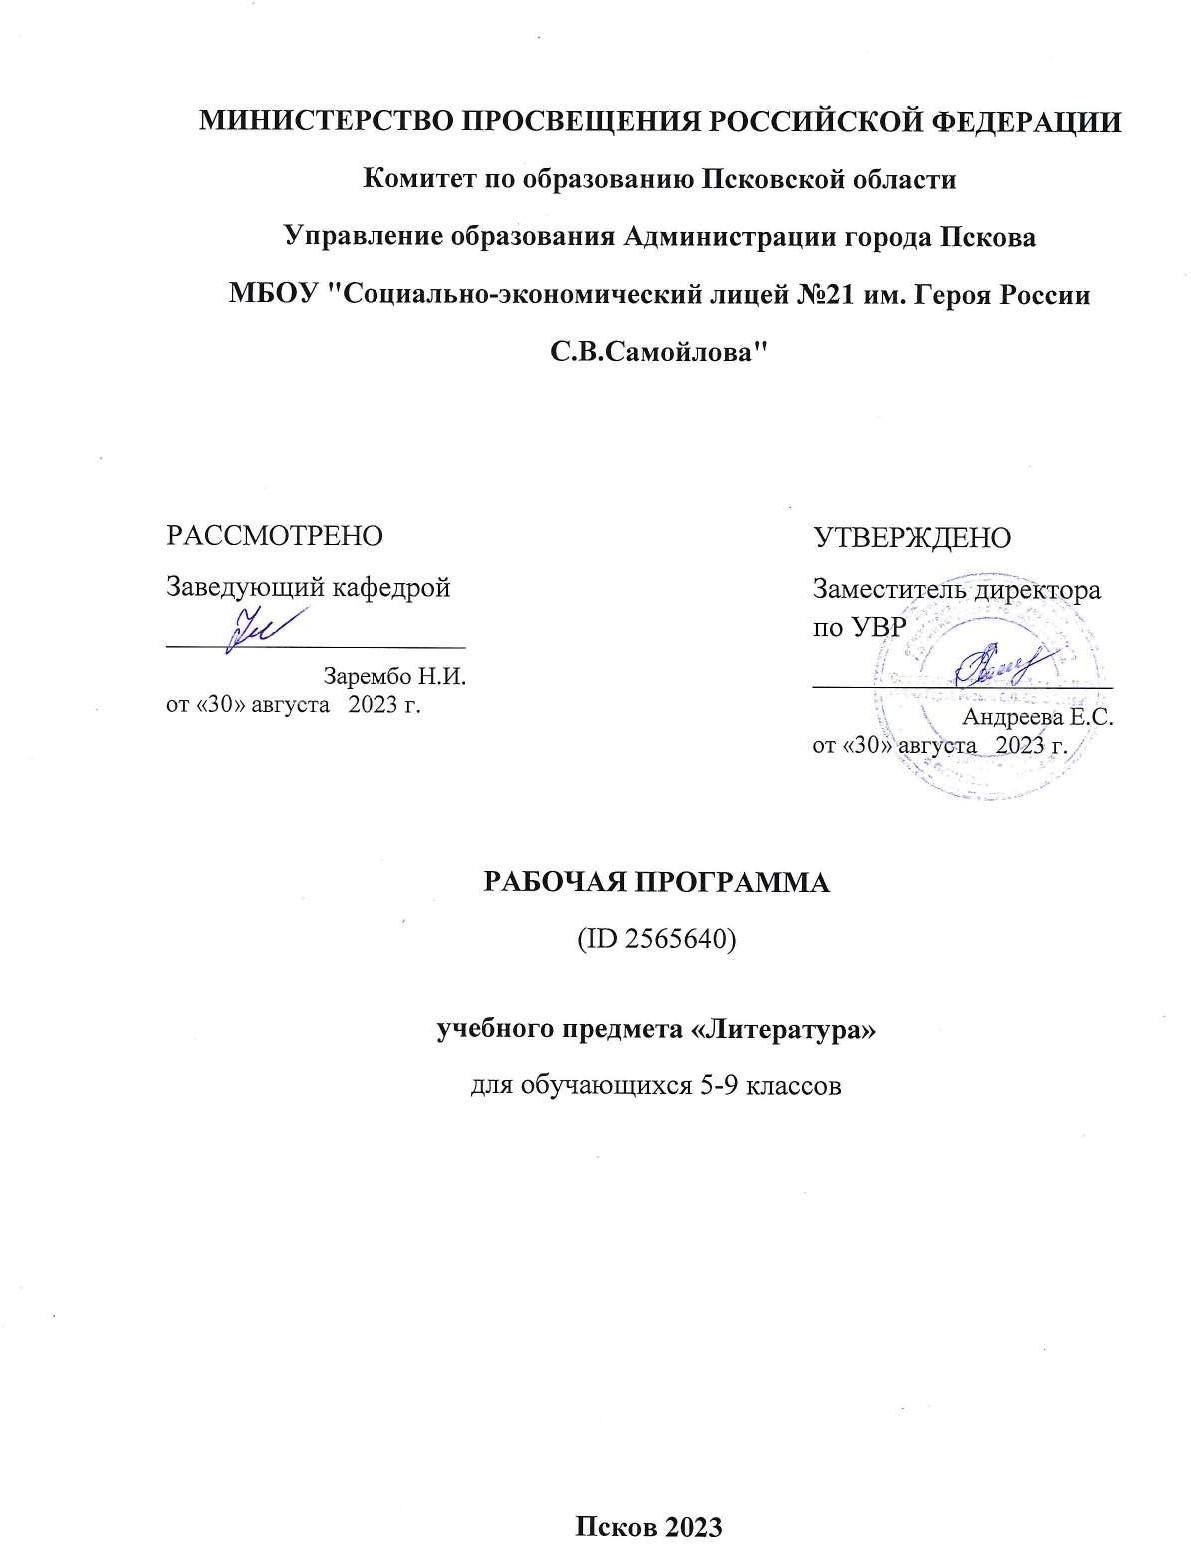 МИНИСТЕРСТВО ПРОСВЕЩЕНИЯ РОССИЙСКОЙ ФЕДЕРАЦИИ
Комитет по образованию Псковской области
Управление образования Администрации города Пскова
МБОУ "Социально-экономический лицей №21 им. Героя России
С.В.Самойлова"
РАССМОТРЕНО
Заведующий кафедрой
Зарембо Н.И.
от «30» августа 2023 г.
УТВЕРЖДЕНО
Заместитель директора
по УВР
Андреева Е.С.
от «30» августа 2023 г.
РАБОЧАЯ ПРОГРАММА
(ID 2565640)
учебного предмета «Литература»
для обучающихся 5-9 классов
Псков 2023